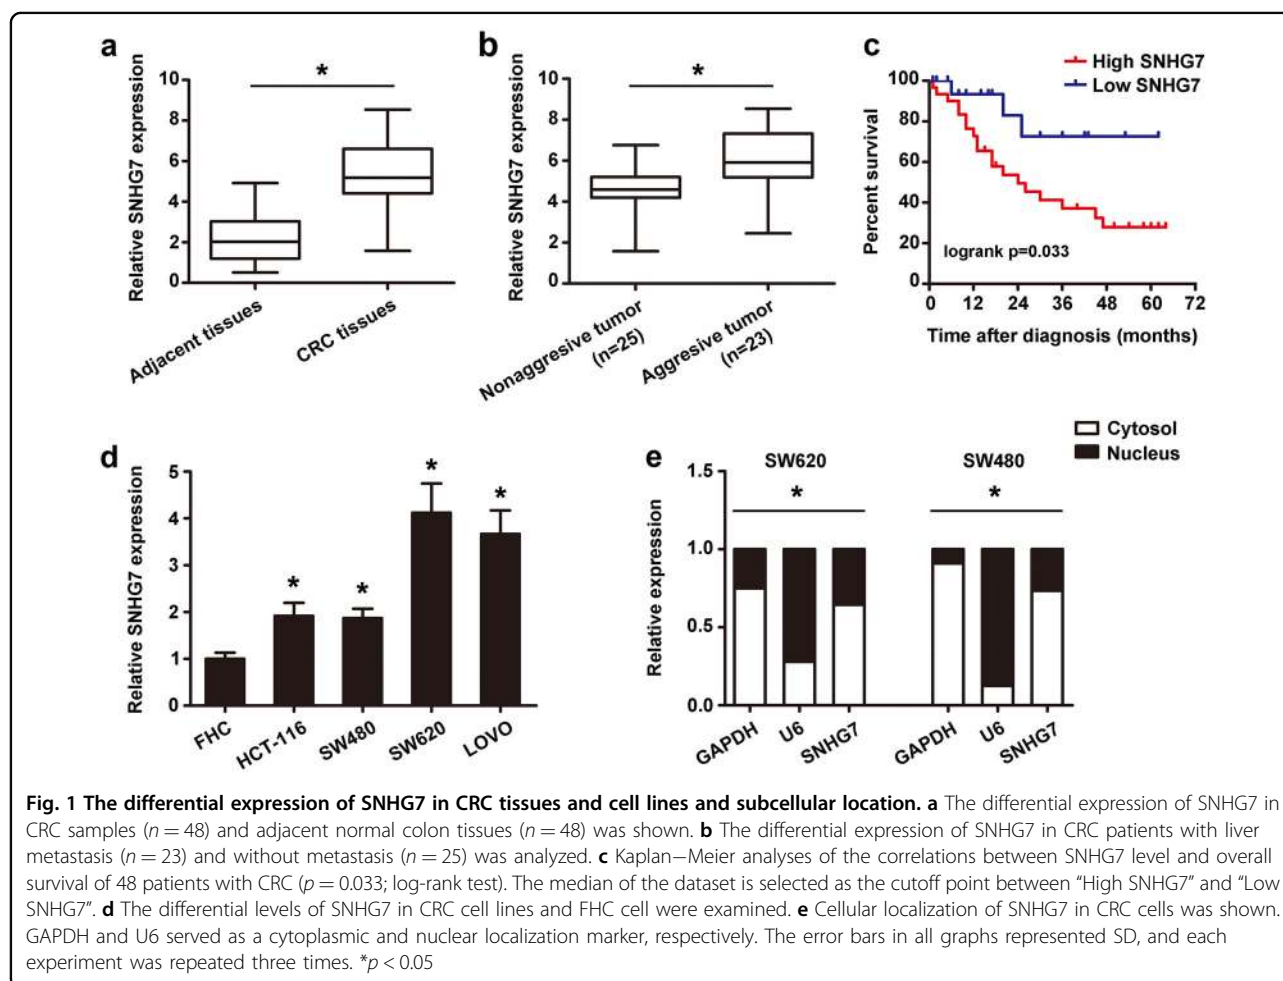 a
Relative SNHG7 expression
10
8
6
4
2
0
*
Adjacent tissues
CRC tissues
b
Relative SNHG7 expression
10
8
6
4
2
0
*
Nonaggresive tumor
(n=25)
Aggresive tumor
(n=23)
c
High SNHG7
Low SNHG7
Percent survival
100
80
60
40
20
0
logrank p=0.033
0 12 24 36 48 60 72
Time after diagnosis (months)
d
Relative SNHG7 expression
5
4
3
2
1
0
* * * *
FHC
HCT-116
SW480
SW620
LOVO
e
Cytosol
Nucleus
SW620
SW480
Relative expression
1.5
1.0
0.5
0.0
* *
GAPDH
U6
SNHG7
GAPDH
U6
SNHG7
Fig. 1 The differential expression of SNHG7 in CRC tissues and cell lines and subcellular location. a The differential expression of SNHG7 in
CRC samples (n = 48) and adjacent normal colon tissues (n = 48) was shown. b The differential expression of SNHG7 in CRC patients with liver
metastasis (n = 23) and without metastasis (n = 25) was analyzed. c Kaplan−Meier analyses of the correlations between SNHG7 level and overall
survival of 48 patients with CRC (p = 0.033; log-rank test). The median of the dataset is selected as the cutoff point between “High SNHG7” and “Low
SNHG7”. d The differential levels of SNHG7 in CRC cell lines and FHC cell were examined. e Cellular localization of SNHG7 in CRC cells was shown.
GAPDH and U6 served as a cytoplasmic and nuclear localization marker, respectively. The error bars in all graphs represented SD, and each
experiment was repeated three times. *p < 0.05